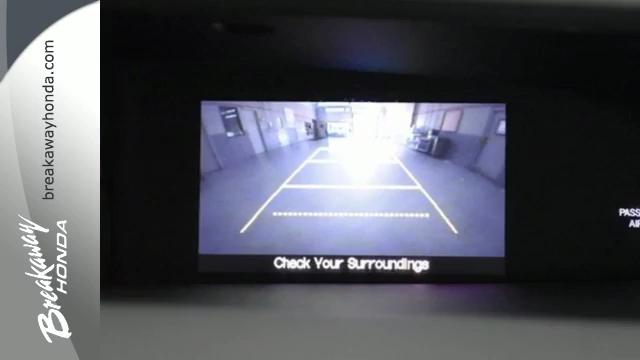 breakawayhonda.com
Breakaway
HONDA
Check Your Surroundings
PASS
AIR